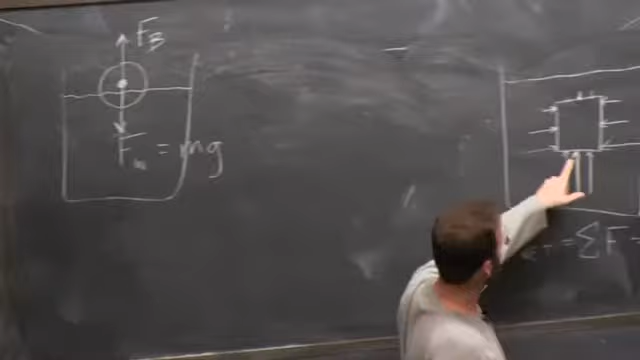 F_B
F_w = mg
= ΣF